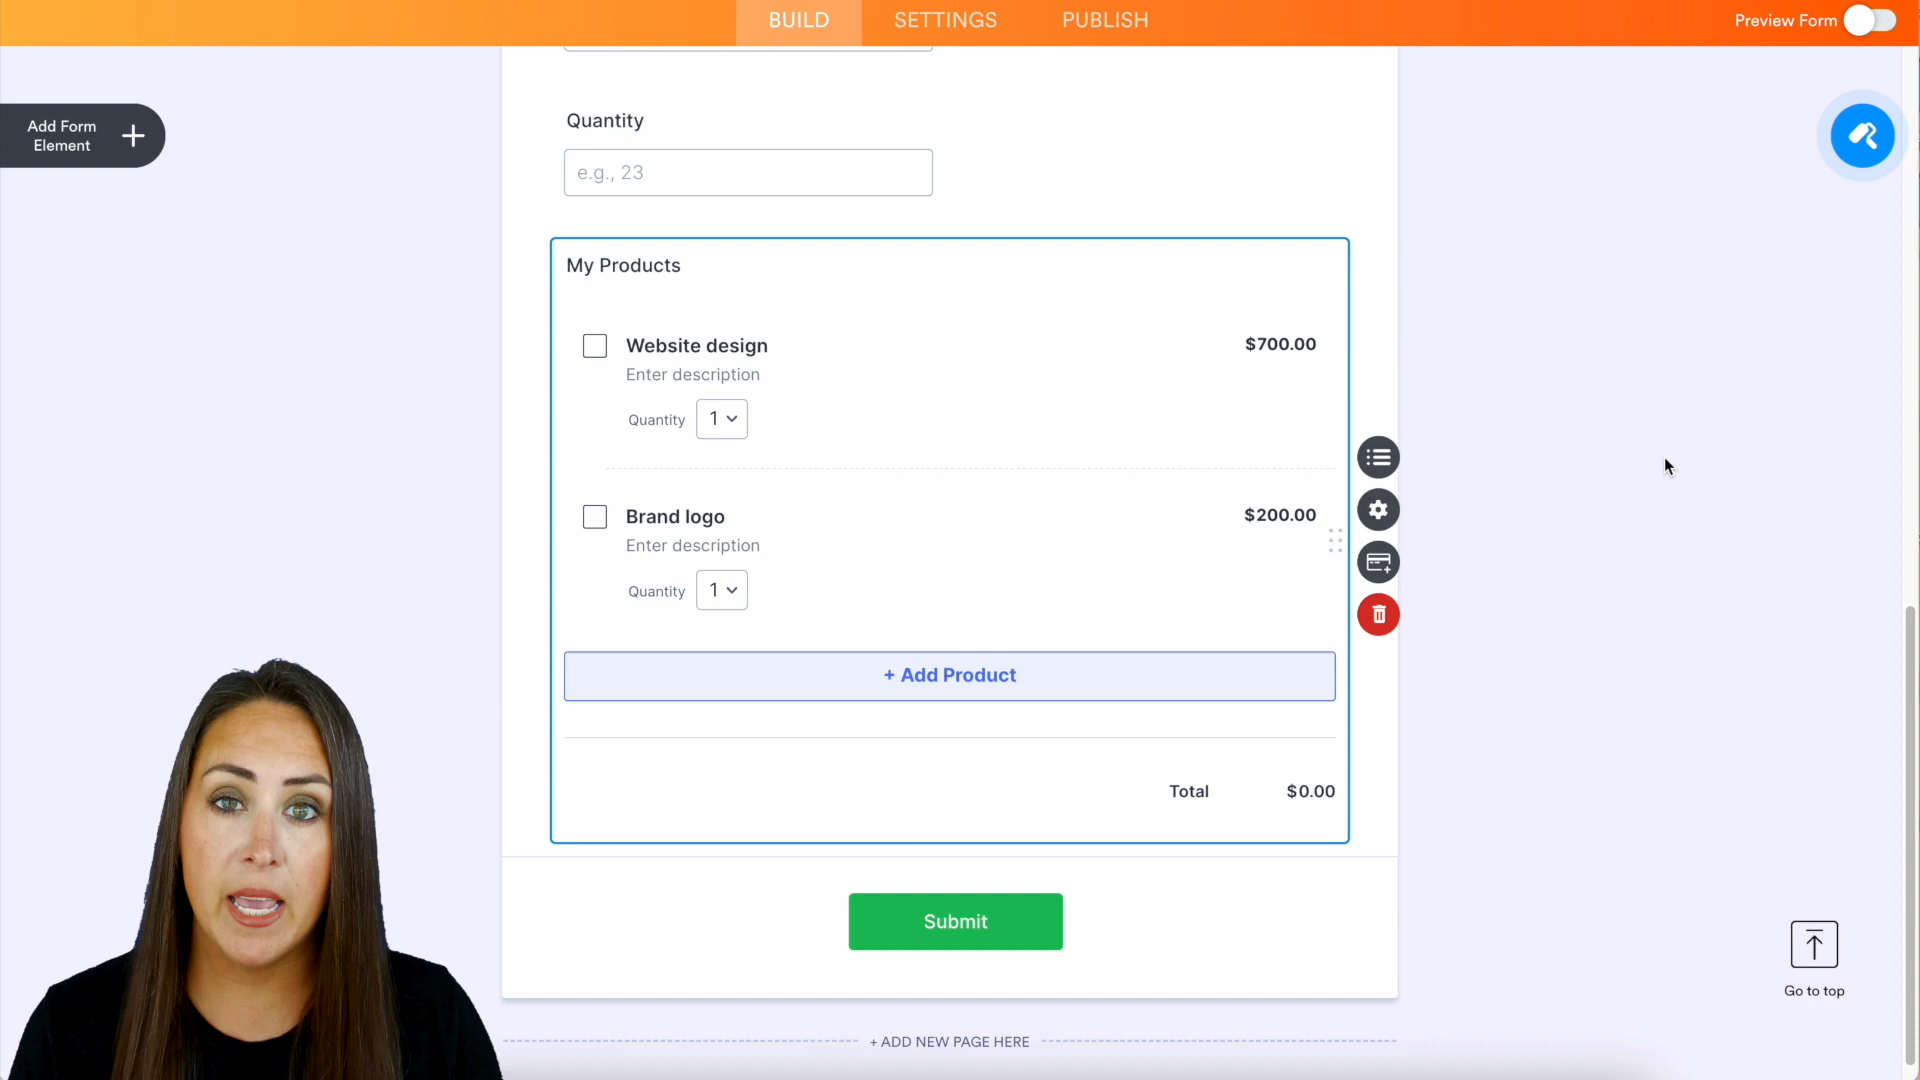 BUILD
SETTINGS
PUBLISH
Preview Form
Add Form
Element
Quantity
e.g., 23
My Products
Website design
$700.00
Enter description
Quantity
1
Brand logo
$200.00
Enter description
Quantity
1
+ Add Product
Total
$0.00
Submit
Go to top
+ ADD NEW PAGE HERE